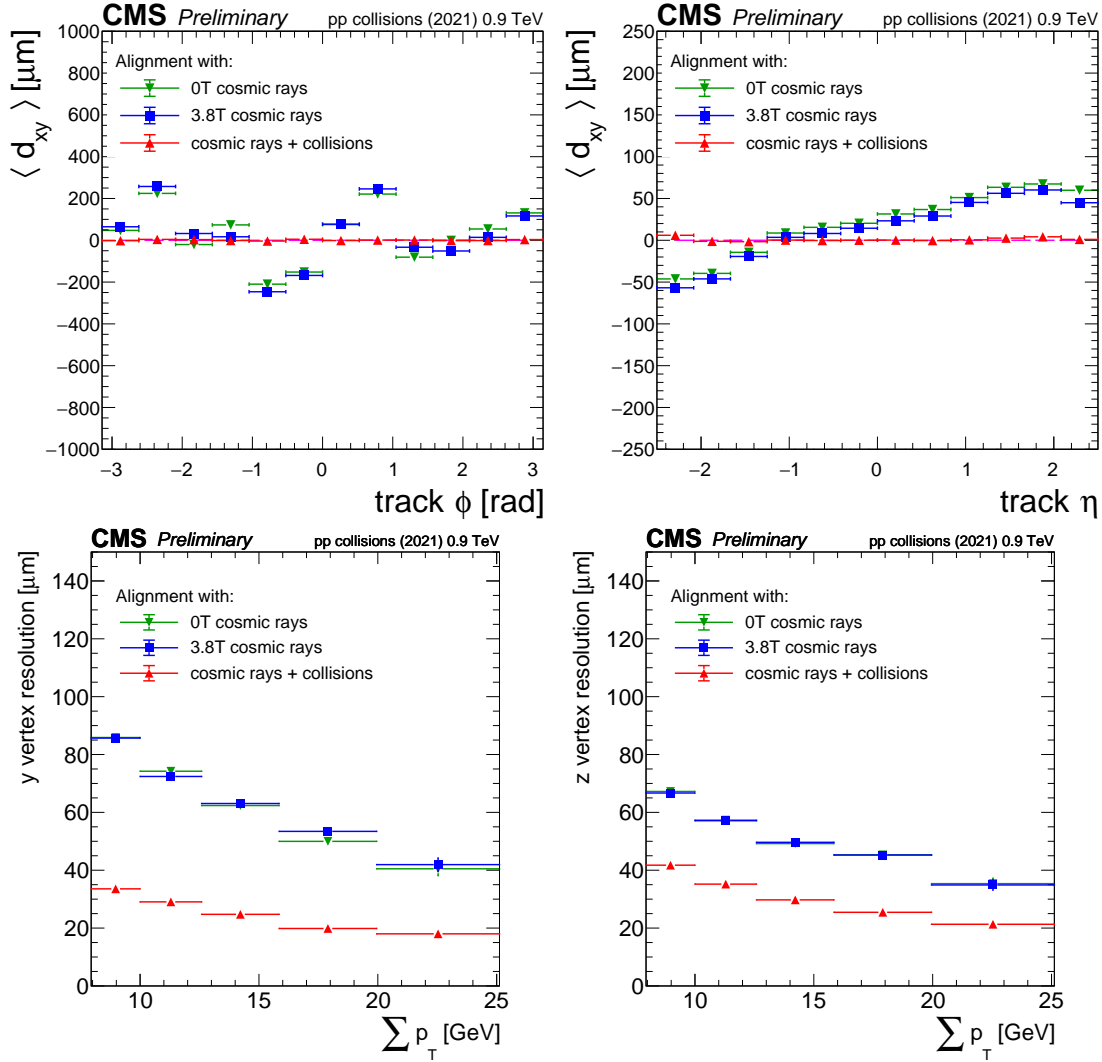 CMS Preliminary pp collisions (2021) 0.9 TeV
⟨ d_xy ⟩ [μm]
1000
800
600
400
200
0
−200
−400
−600
−800
−1000
Alignment with:
0T cosmic rays
3.8T cosmic rays
cosmic rays + collisions
−3 −2 −1 0 1 2 3
track ϕ [rad]
CMS Preliminary pp collisions (2021) 0.9 TeV
⟨ d_xy ⟩ [μm]
250
200
150
100
50
0
−50
−100
−150
−200
−250
Alignment with:
0T cosmic rays
3.8T cosmic rays
cosmic rays + collisions
−2 −1 0 1 2
track η
CMS Preliminary pp collisions (2021) 0.9 TeV
y vertex resolution [μm]
140
120
100
80
60
40
20
0
Alignment with:
0T cosmic rays
3.8T cosmic rays
cosmic rays + collisions
10 15 20 25
∑ p_T [GeV]
CMS Preliminary pp collisions (2021) 0.9 TeV
z vertex resolution [μm]
140
120
100
80
60
40
20
0
Alignment with:
0T cosmic rays
3.8T cosmic rays
cosmic rays + collisions
10 15 20 25
∑ p_T [GeV]